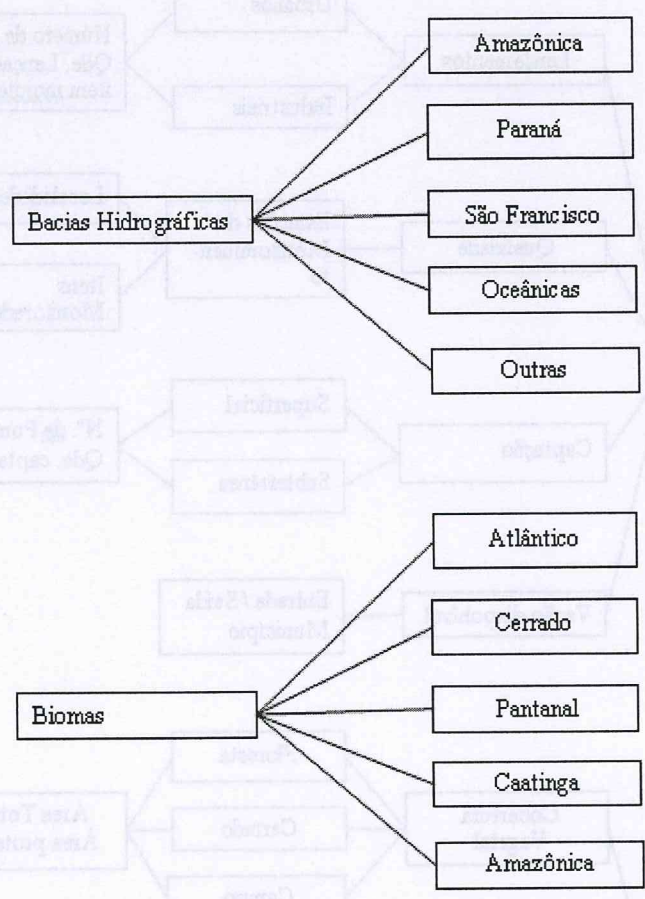 Bacias Hidrográficas
Amazônica
Paraná
São Francisco
Oceânicas
Outras
Biomas
Atlântico
Cerrado
Pantanal
Caatinga
Amazônica